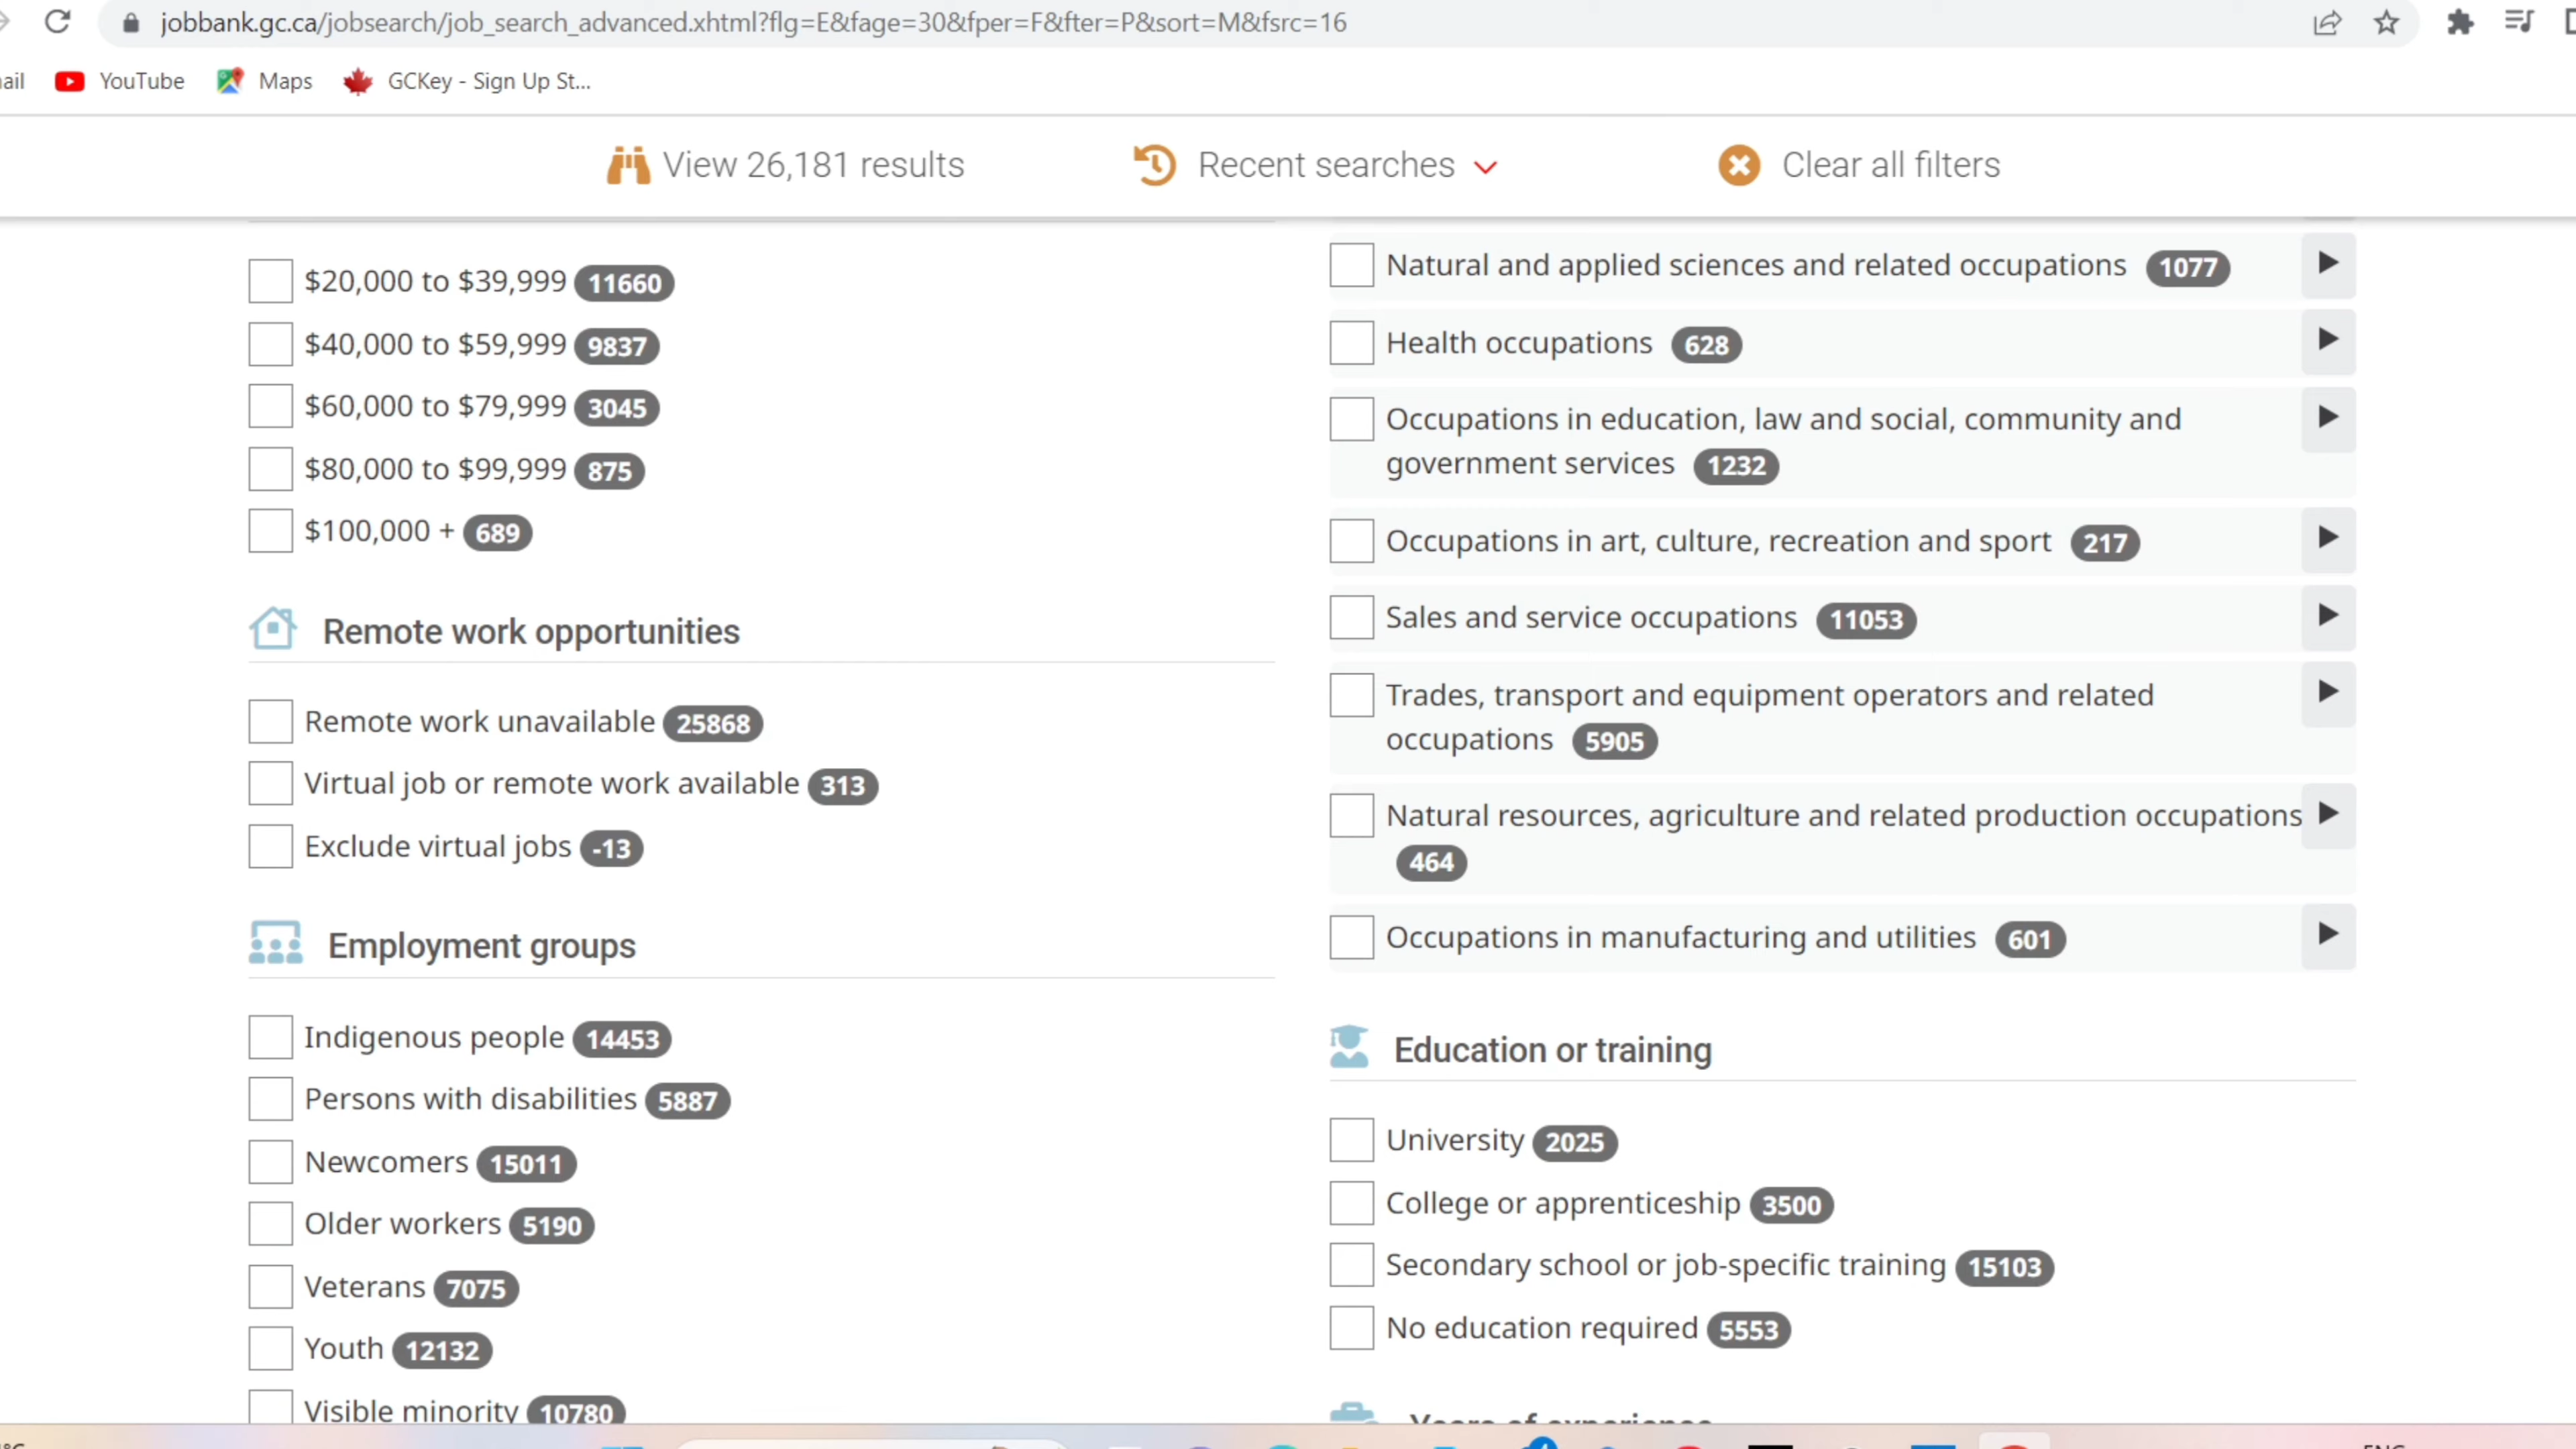 jobbank.gc.ca/jobsearch/job_search_advanced.xhtml?flg=E&fage=30&fper=F&fter=P&sort=M&fsrc=16
ail YouTube Maps GCKey - Sign Up St...
View 26,181 results Recent searches Clear all filters
$20,000 to $39,999 11660
$40,000 to $59,999 9837
$60,000 to $79,999 3045
$80,000 to $99,999 875
$100,000 + 689
Remote work opportunities
Remote work unavailable 25868
Virtual job or remote work available 313
Exclude virtual jobs -13
Employment groups
Indigenous people 14453
Persons with disabilities 5887
Newcomers 15011
Older workers 5190
Veterans 7075
Youth 12132
Visible minority 10780
Natural and applied sciences and related occupations 1077
Health occupations 628
Occupations in education, law and social, community and
government services 1232
Occupations in art, culture, recreation and sport 217
Sales and service occupations 11053
Trades, transport and equipment operators and related
occupations 5905
Natural resources, agriculture and related production occupations
464
Occupations in manufacturing and utilities 601
Education or training
University 2025
College or apprenticeship 3500
Secondary school or job-specific training 15103
No education required 5553
Years of experience